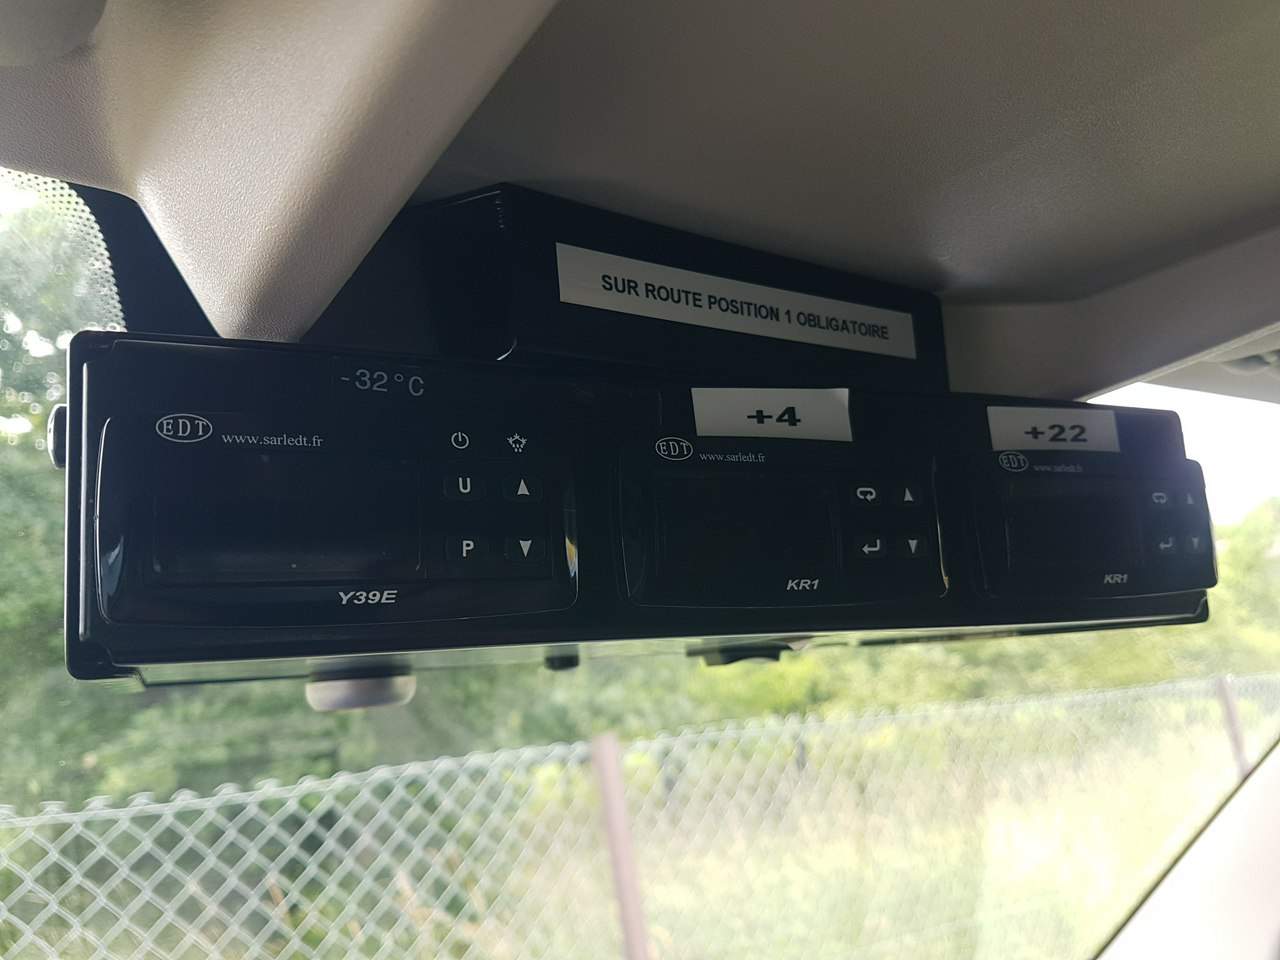 SUR ROUTE POSITION 1 OBLIGATOIRE
-32°C
+4
+22
EDT www.sarledt.fr
U
P
Y39E
EDT www.sarledt.fr
KR1
EDT www.sarledt.fr
KR1